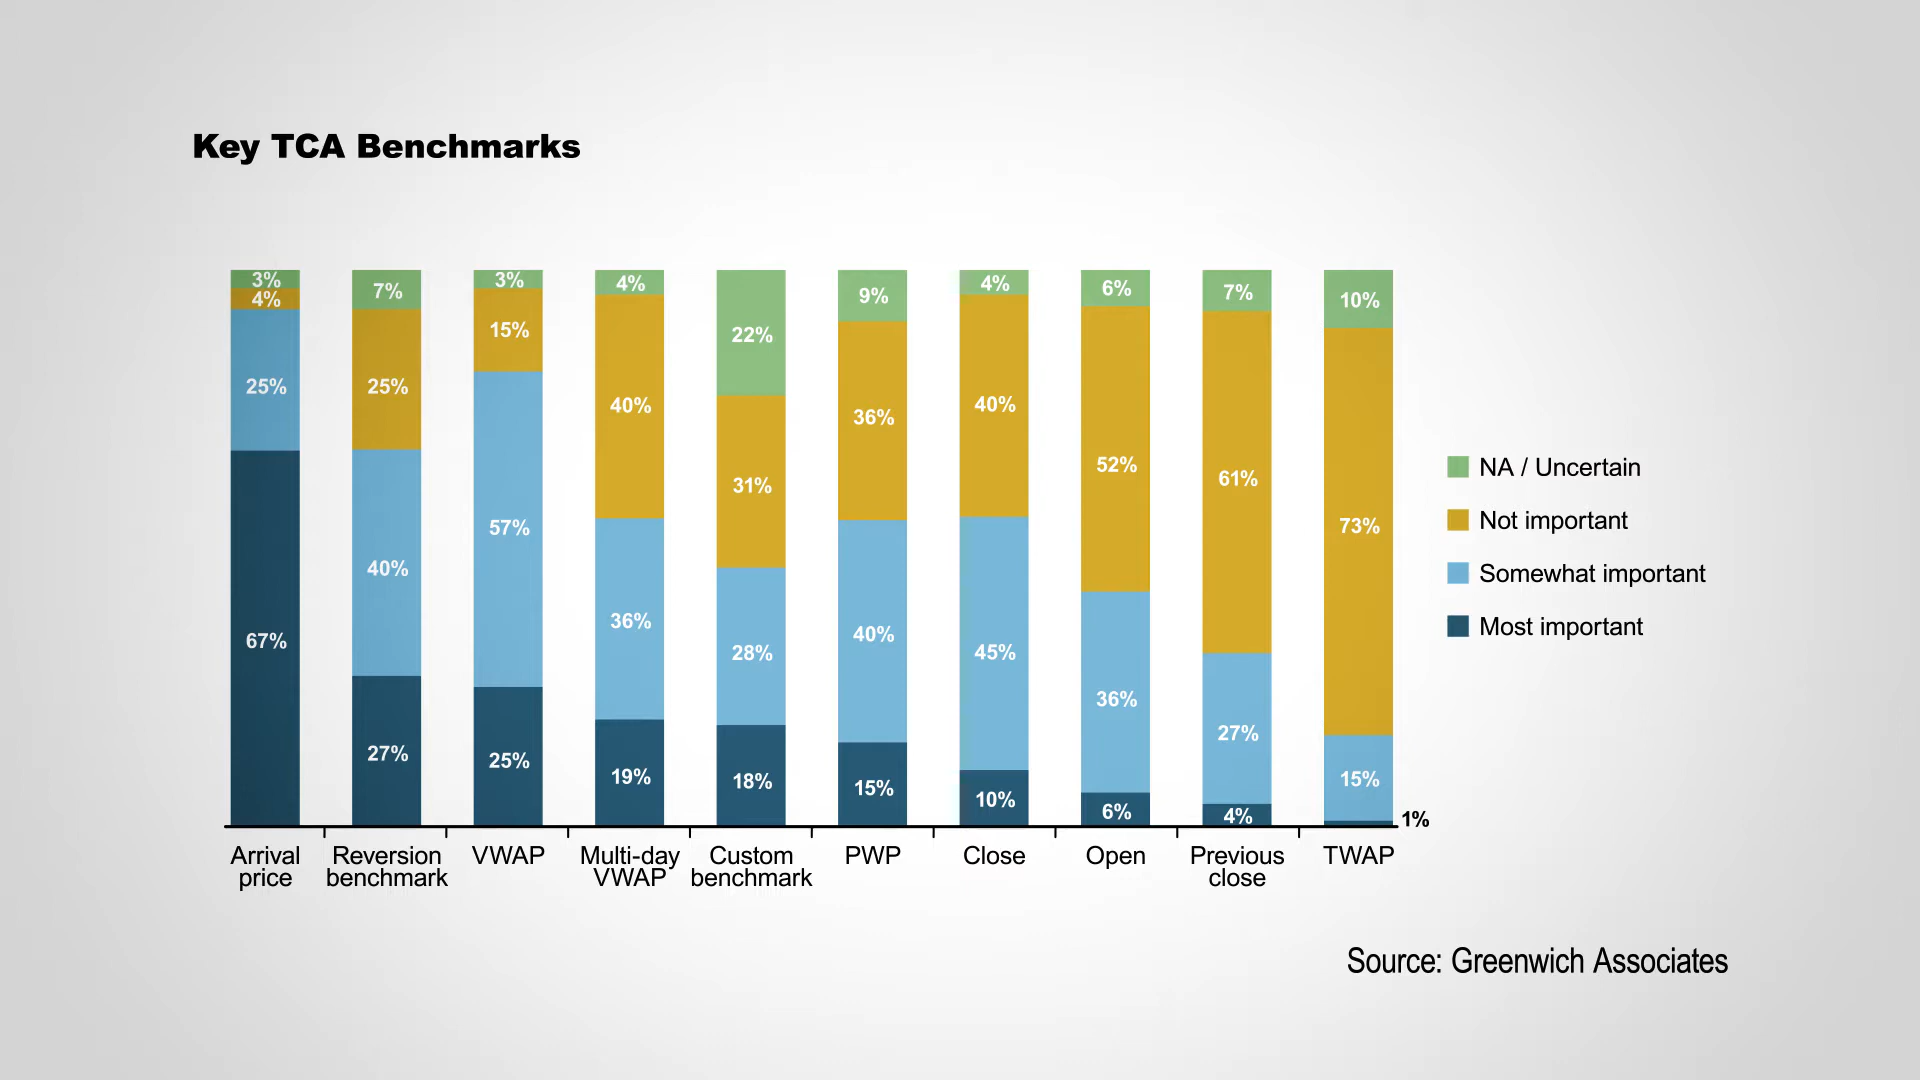 Key TCA Benchmarks
3% 7% 3% 4% 22% 9% 4% 6% 7% 10%
4% 25% 15% 40% 31% 36% 40% 52% 61% 73%
25% 40% 57% 36% 28% 40% 45% 36% 27% 15%
67% 27% 25% 19% 18% 15% 10% 6% 4% 1%
Arrival price
Reversion benchmark
VWAP
Multi-day VWAP
Custom benchmark
PWP
Close
Open
Previous close
TWAP
NA / Uncertain
Not important
Somewhat important
Most important
Source: Greenwich Associates